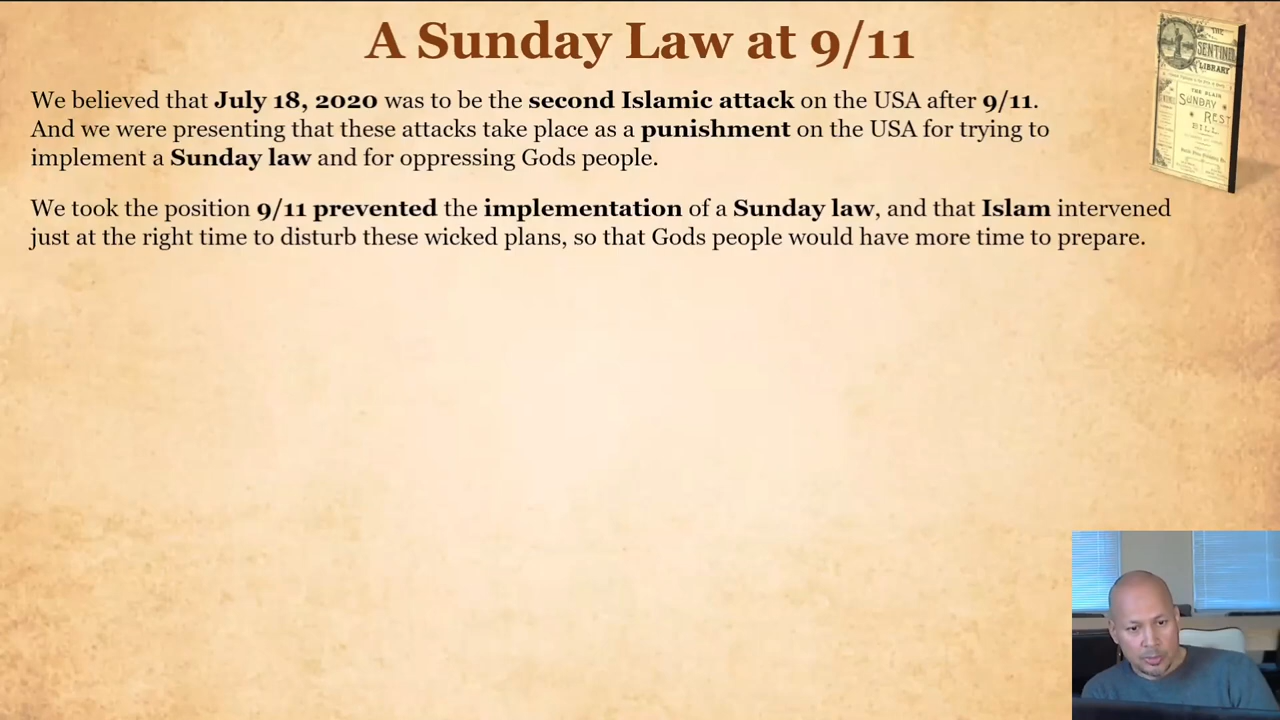 A Sunday Law at 9/11
THE
SENTINEL
LIBRARY
THE BLAIR
SUNDAY
REST
BILL
We believed that July 18, 2020 was to be the second Islamic attack on the USA after 9/11.
And we were presenting that these attacks take place as a punishment on the USA for trying to
implement a Sunday law and for oppressing Gods people.
We took the position 9/11 prevented the implementation of a Sunday law, and that Islam intervened
just at the right time to disturb these wicked plans, so that Gods people would have more time to prepare.